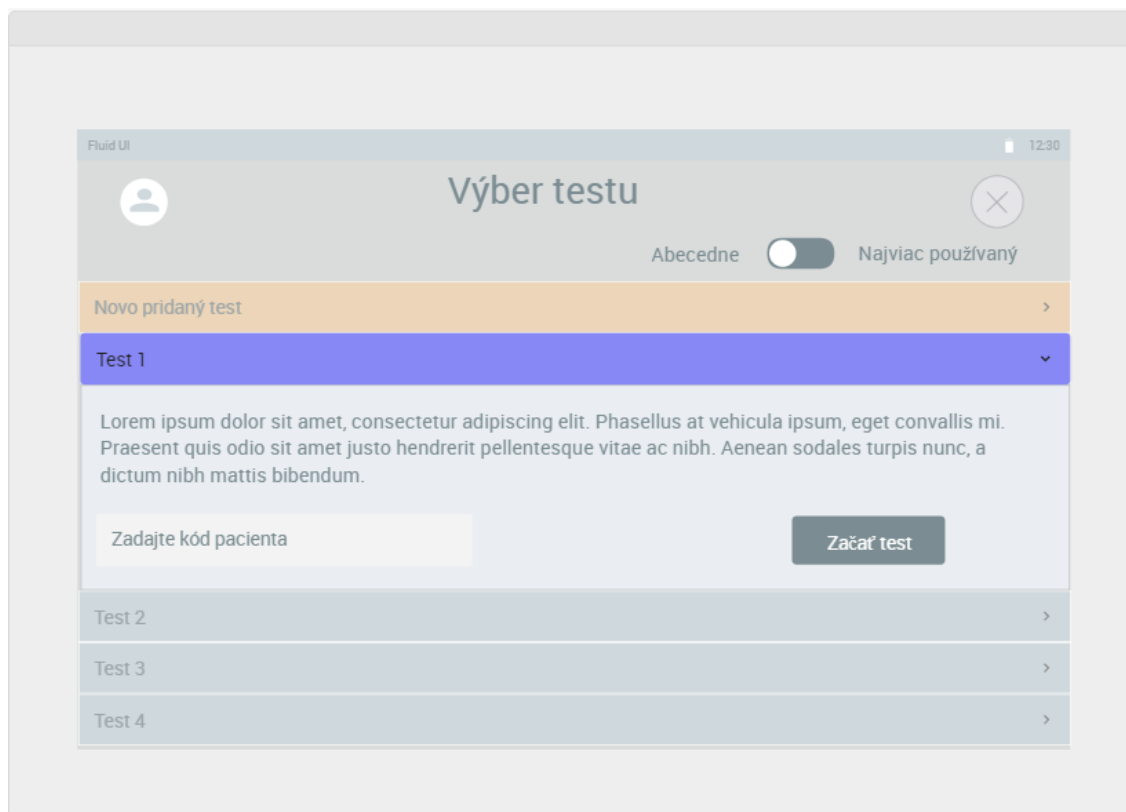 Fluid UI
12:30
Výber testu
Abecedne
Najviac používaný
Novo pridaný test
Test 1
Lorem ipsum dolor sit amet, consectetur adipiscing elit. Phasellus at vehicula ipsum, eget convallis mi.
Praesent quis odio sit amet justo hendrerit pellentesque vitae ac nibh. Aenean sodales turpis nunc, a
dictum nibh mattis bibendum.
Zadajte kód pacienta
Začať test
Test 2
Test 3
Test 4